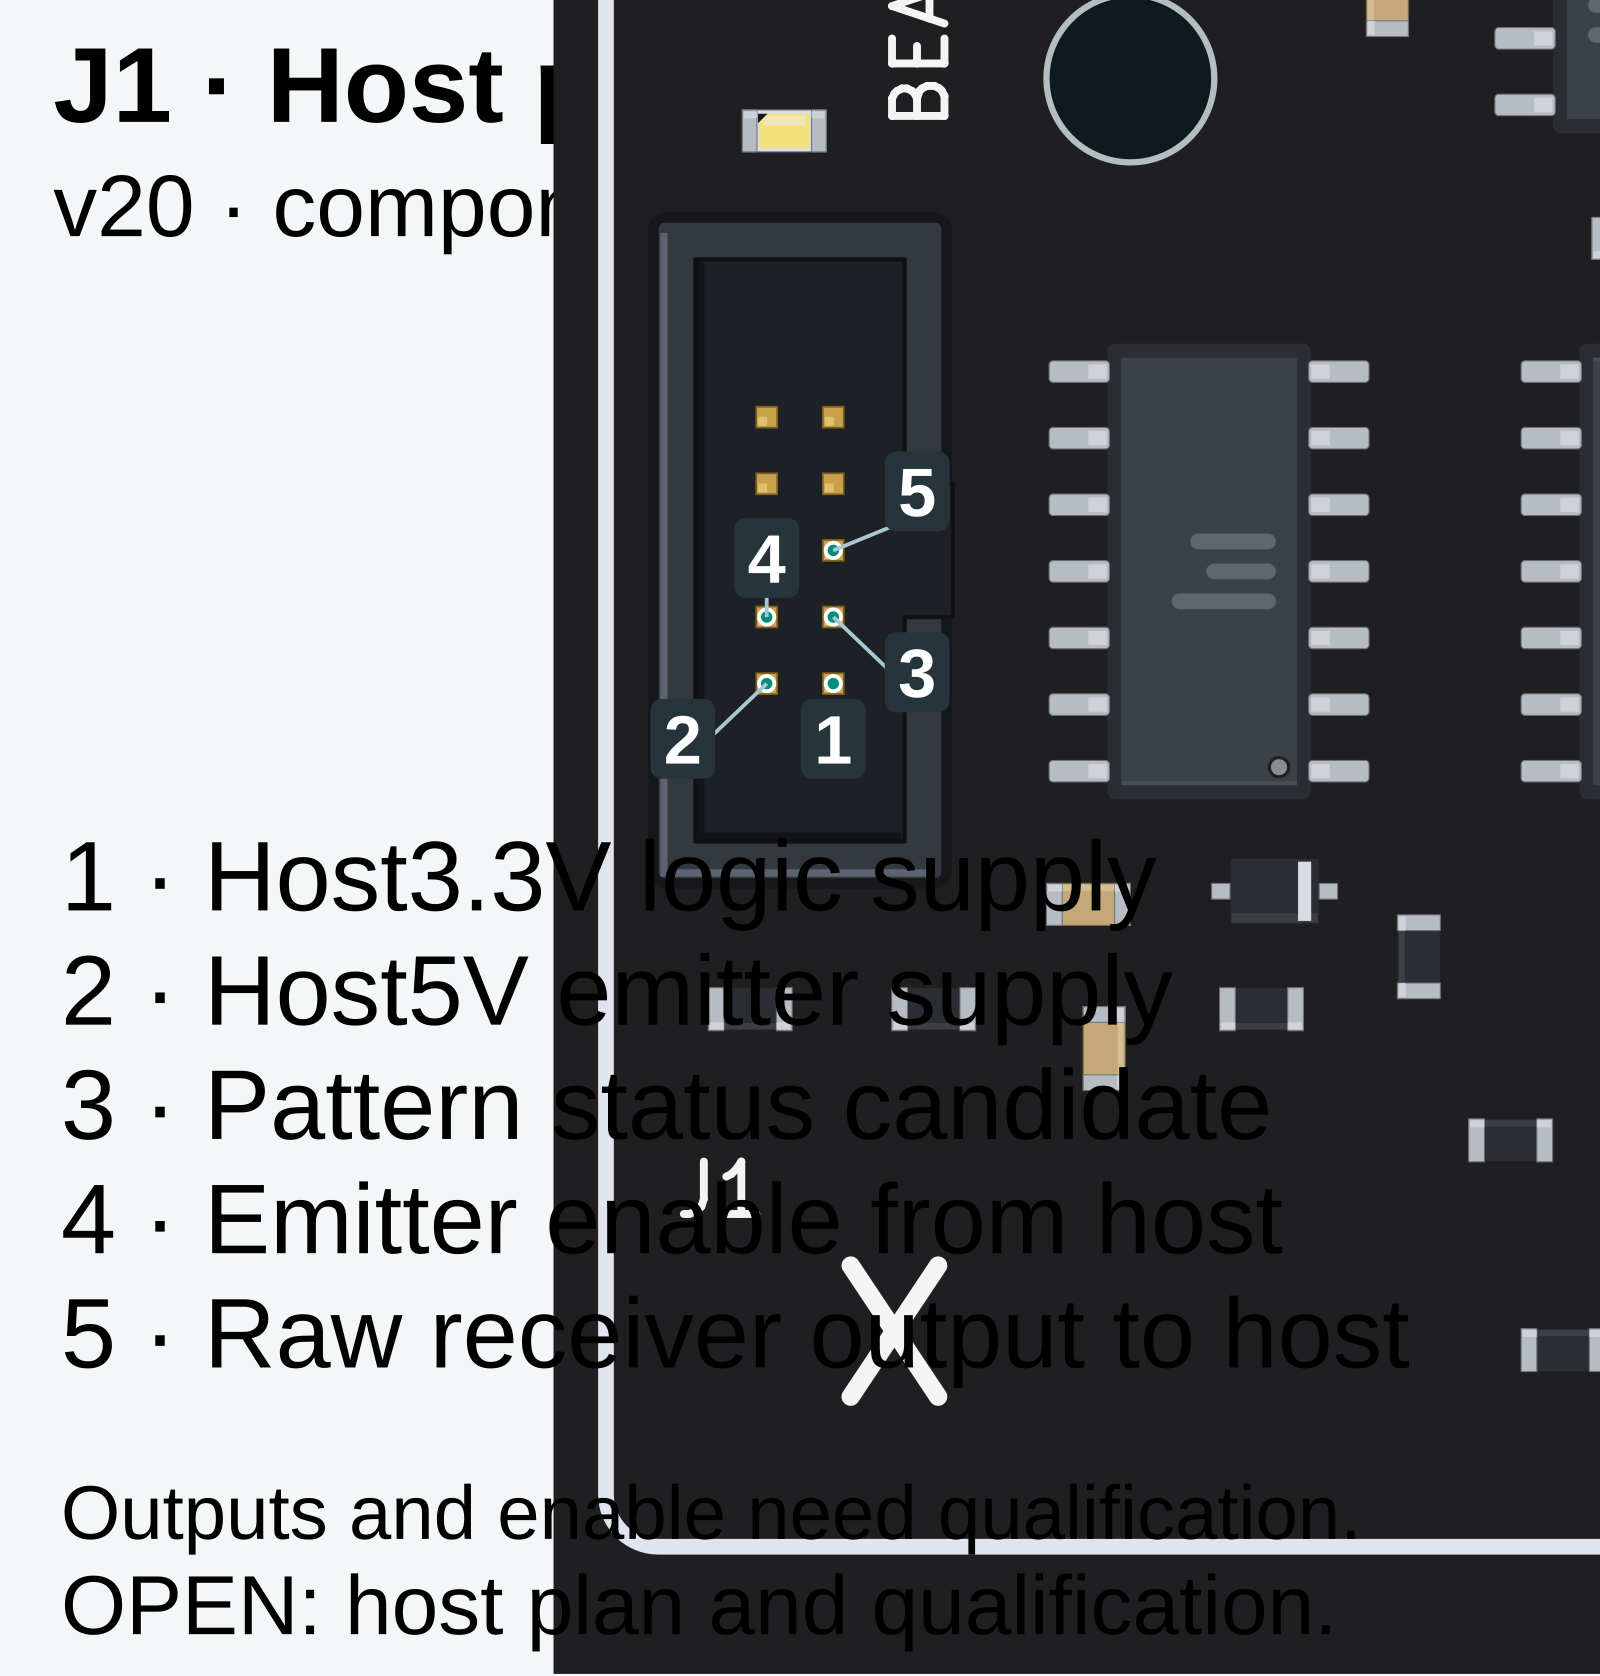 J1 · Host p
v20 · compon
BEA
5
4
3
2
1
1 · Host3.3V logic supply
2 · Host5V emitter supply
3 · Pattern status candidate
J1
4 · Emitter enable from host
5 · Raw receiver output to host
X
Outputs and enable need qualification.
OPEN: host plan and qualification.